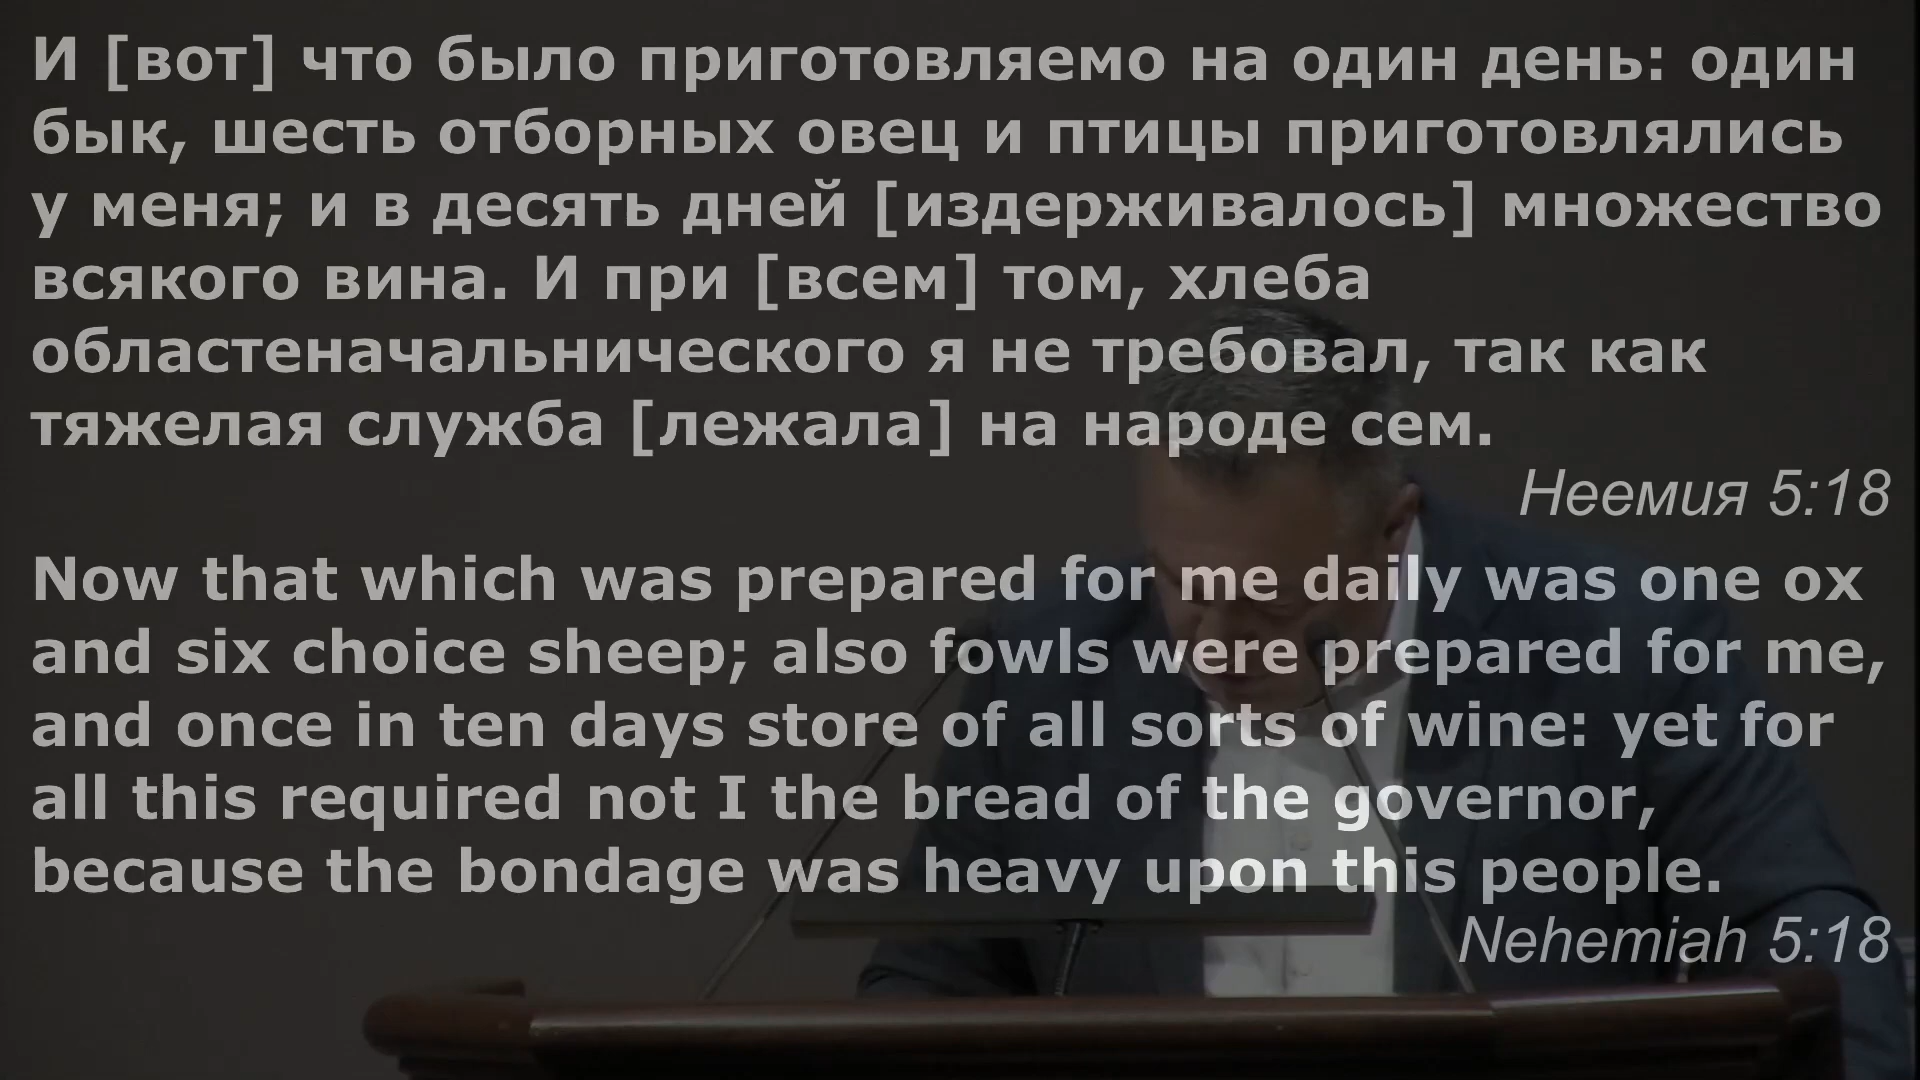 И [вот] что было приготовляемо на один день: один
бык, шесть отборных овец и птицы приготовлялись
у меня; и в десять дней [издерживалось] множество
всякого вина. И при [всем] том, хлеба
областеначальнического я не требовал, так как
тяжелая служба [лежала] на народе сем.
Неемия 5:18
Now that which was prepared for me daily was one ox
and six choice sheep; also fowls were prepared for me,
and once in ten days store of all sorts of wine: yet for
all this required not I the bread of the governor,
because the bondage was heavy upon this people.
Nehemiah 5:18